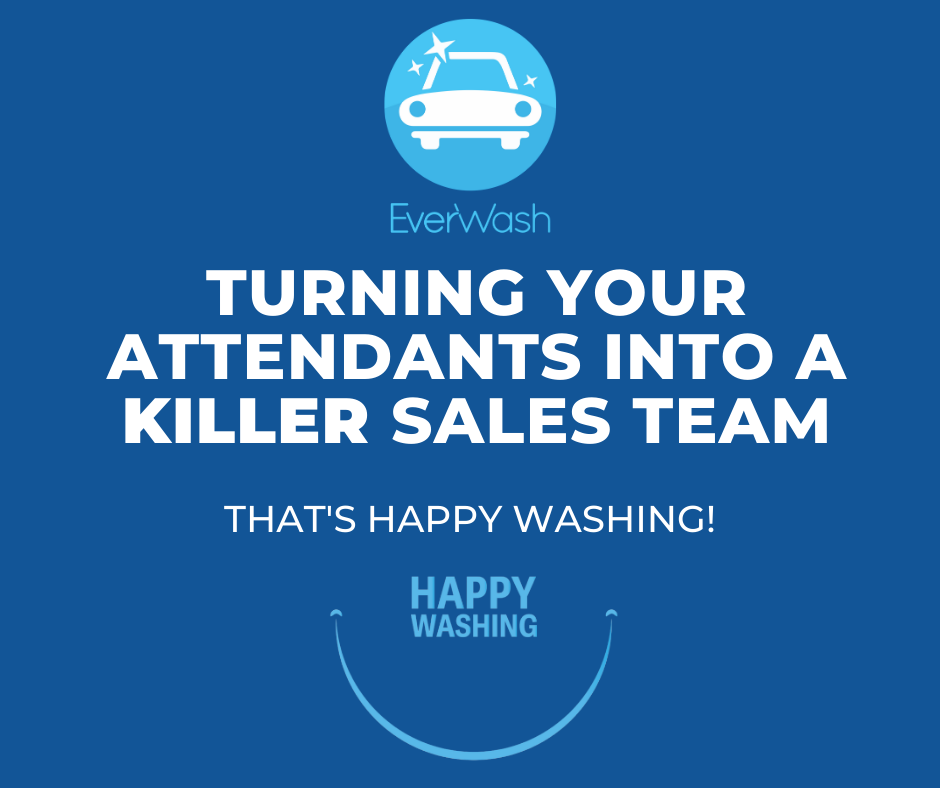 EverWash
TURNING YOUR
ATTENDANTS INTO A
KILLER SALES TEAM
THAT'S HAPPY WASHING!
HAPPY
WASHING